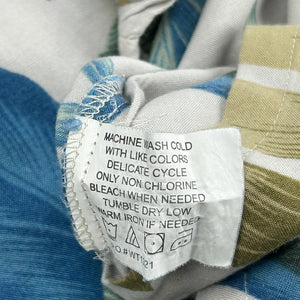 MACHINE WASH COLD
WITH LIKE COLORS
DELICATE CYCLE
ONLY NON CHLORINE
BLEACH WHEN NEEDED
TUMBLE DRY LOW
WARM IRON IF NEEDED